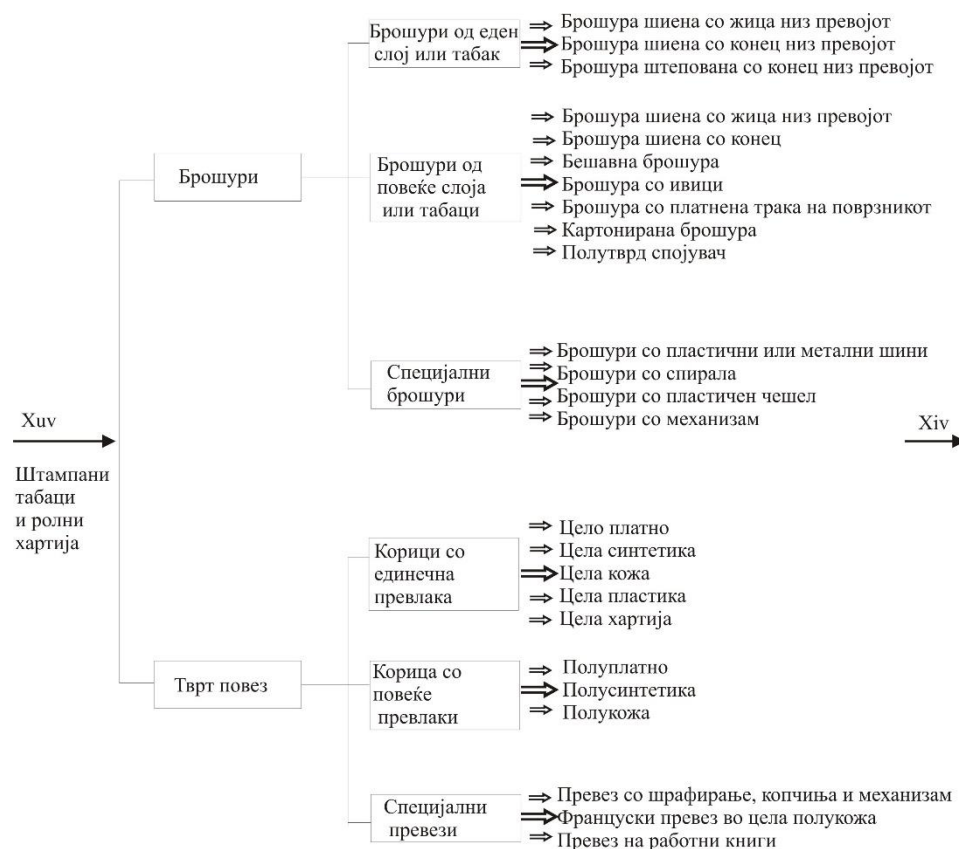 Брошури од еден
слој или табак
Брошура шиена со жица низ превојот
Брошура шиена со конец низ превојот
Брошура штепована со конец низ превојот
Брошури
Брошури од
повеќе слоја
или табаци
Брошура шиена со жица низ превојот
Брошура шиена со конец
Бешавна брошура
Брошура со ивици
Брошура со платнена трака на поврзникот
Картонирана брошура
Полутврд спојувач
Специјални
брошури
Брошури со пластични или метални шини
Брошури со спирала
Брошури со пластичен чешел
Брошури со механизам
Xuv
Штампани
табаци
и ролни
хартија
Xiv
Корици со
единечна
превлака
Цело платно
Цела синтетика
Цела кожа
Цела пластика
Цела хартија
Тврт повез
Корица со
повеќе
превлаки
Полуплатно
Полусинтетика
Полукожа
Специјални
превези
Превез со шрафирање, копчиња и механизам
Француски превез во цела полукожа
Превез на работни книги